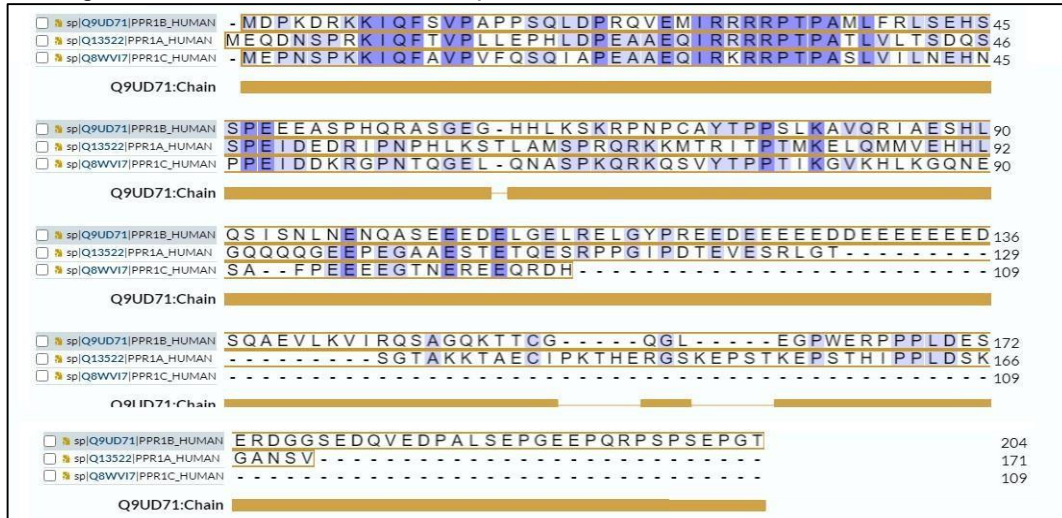 sp|Q9UD71|PPR1B_HUMAN -MDPKDRKKIQFSVPAPPSQLDPRQVEMIRRRRPTPAMLFRLSEHS 45
sp|Q13522|PPR1A_HUMAN MEQDNSPRKIQFTVPLLEPHLDPEAAEQIRRRRPTPATLVLTSDQS 46
sp|Q8WVI7|PPR1C_HUMAN -MEPNSPKKIQFAVPVFQSQIAPEAAEQIRKRRPTPASLVILNEHN 45
Q9UD71:Chain
sp|Q9UD71|PPR1B_HUMAN SPEEEASPHQRASGEG-HHLKSKRPNPCAYTPPSLKAVQRIAESHL 90
sp|Q13522|PPR1A_HUMAN SPEIDEDRIPNPHLKSTLAMSPRQRKKMTRITPTMKELQMMVEHHL 92
sp|Q8WVI7|PPR1C_HUMAN PPEIDDKRGPNTQGEL-QNASPKQRKQSVYTPPTIKGVKHLKGQNE 90
Q9UD71:Chain
sp|Q9UD71|PPR1B_HUMAN QSISNLNENQASEEEDELGELRELGYPREEDEEEEEDDEEEEEEED 136
sp|Q13522|PPR1A_HUMAN GQQQQGEEPEGAAESTETQESRPPGIPDTEVESRLGT--------- 129
sp|Q8WVI7|PPR1C_HUMAN SA--FPEEEEGTNEREEQRDH------------------------- 109
Q9UD71:Chain
sp|Q9UD71|PPR1B_HUMAN SQAEVLKVIRQSAGQKTTCG-----QGL-----EGPWERPPPLDES 172
sp|Q13522|PPR1A_HUMAN ---------SGTAKKTAECIPKTHERGSKEPSTKEPSTHIPPLDSK 166
sp|Q8WVI7|PPR1C_HUMAN ---------------------------------------------- 109
Q9UD71:Chain
sp|Q9UD71|PPR1B_HUMAN ERDGGSEDQVEDPALSEPGEEPQRPSPSEPGT 204
sp|Q13522|PPR1A_HUMAN GANSV--------------------------- 171
sp|Q8WVI7|PPR1C_HUMAN -------------------------------- 109
Q9UD71:Chain